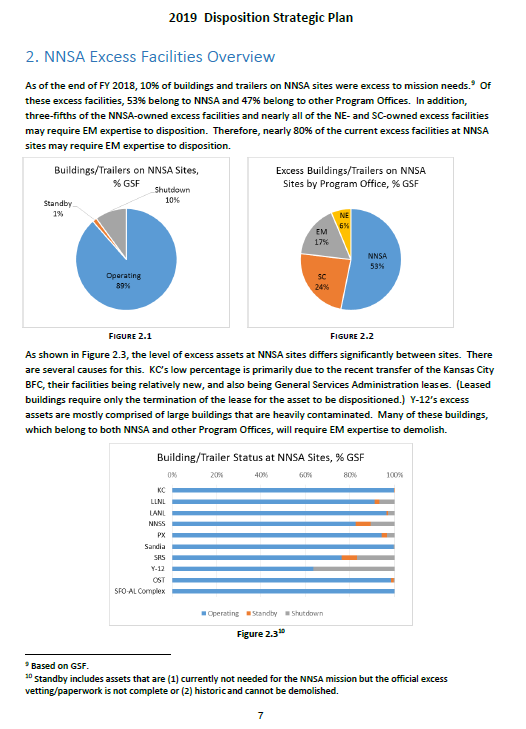 2019 Disposition Strategic Plan
2. NNSA Excess Facilities Overview
As of the end of FY 2018, 10% of buildings and trailers on NNSA sites were excess to mission needs.⁹ Of
these excess facilities, 53% belong to NNSA and 47% belong to other Program Offices. In addition,
three-fifths of the NNSA-owned excess facilities and nearly all of the NE- and SC-owned excess facilities
may require EM expertise to disposition. Therefore, nearly 80% of the current excess facilities at NNSA
sites may require EM expertise to disposition.
Buildings/Trailers on NNSA Sites,
% GSF
Shutdown
10%
Standby
1%
Operating
89%
Excess Buildings/Trailers on NNSA
Sites by Program Office, % GSF
NE
6%
EM
17%
NNSA
53%
SC
24%
FIGURE 2.1
FIGURE 2.2
As shown in Figure 2.3, the level of excess assets at NNSA sites differs significantly between sites. There
are several causes for this. KC's low percentage is primarily due to the recent transfer of the Kansas City
BFC, their facilities being relatively new, and also being General Services Administration leases. (Leased
buildings require only the termination of the lease for the asset to be dispositioned.) Y-12's excess
assets are mostly comprised of large buildings that are heavily contaminated. Many of these buildings,
which belong to both NNSA and other Program Offices, will require EM expertise to demolish.
Building/Trailer Status at NNSA Sites, % GSF
0% 20% 40% 60% 80% 100%
KC
LLNL
LANL
NNSS
PX
Sandia
SRS
Y-12
OST
SFO-AL Complex
Operating Standby Shutdown
Figure 2.3¹⁰
⁹ Based on GSF.
¹⁰ Standby includes assets that are (1) currently not needed for the NNSA mission but the official excess
vetting/paperwork is not complete or (2) historic and cannot be demolished.
7